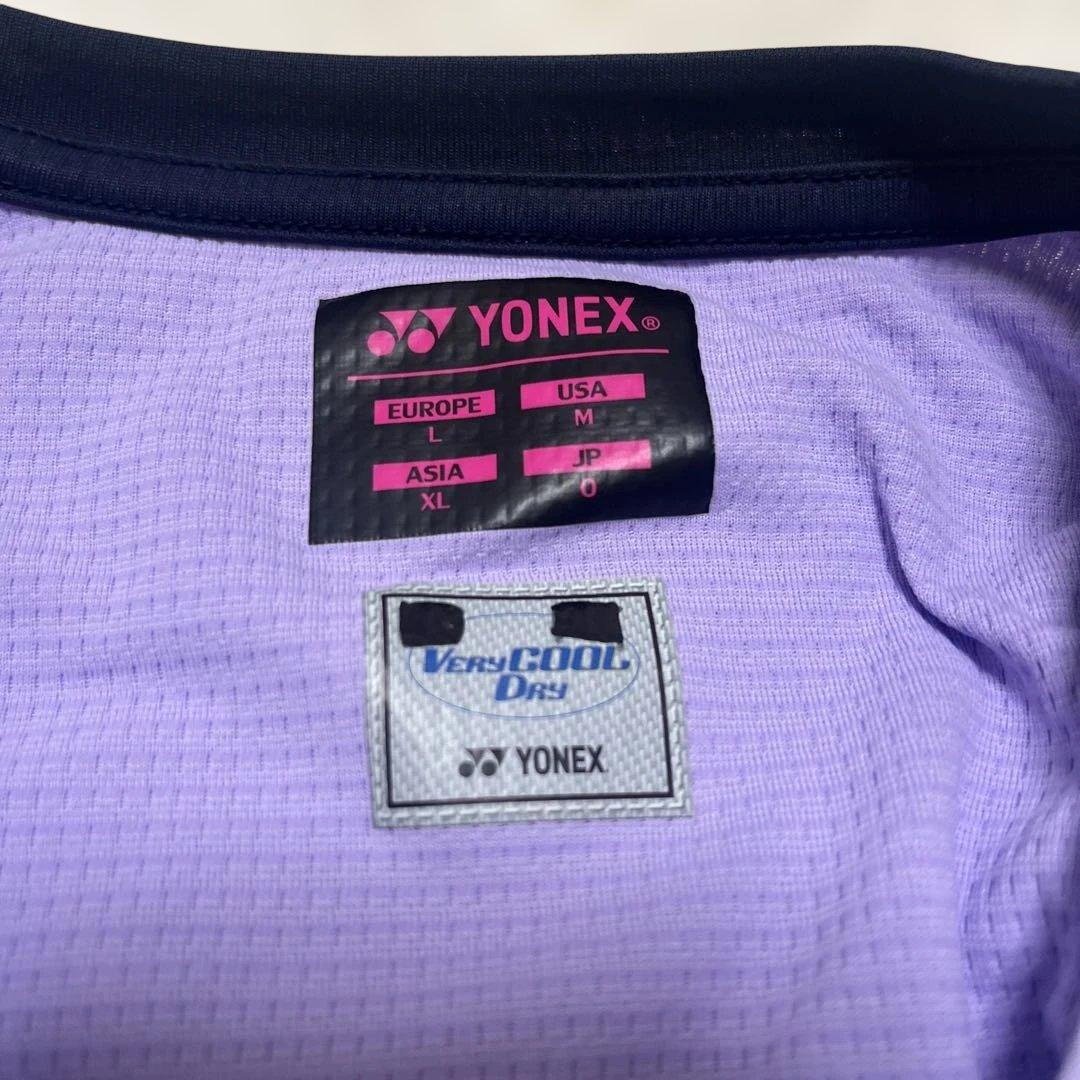 YONEX®
EUROPE
L
USA
M
ASIA
XL
JP
O
VERY COOL
DRY
YONEX